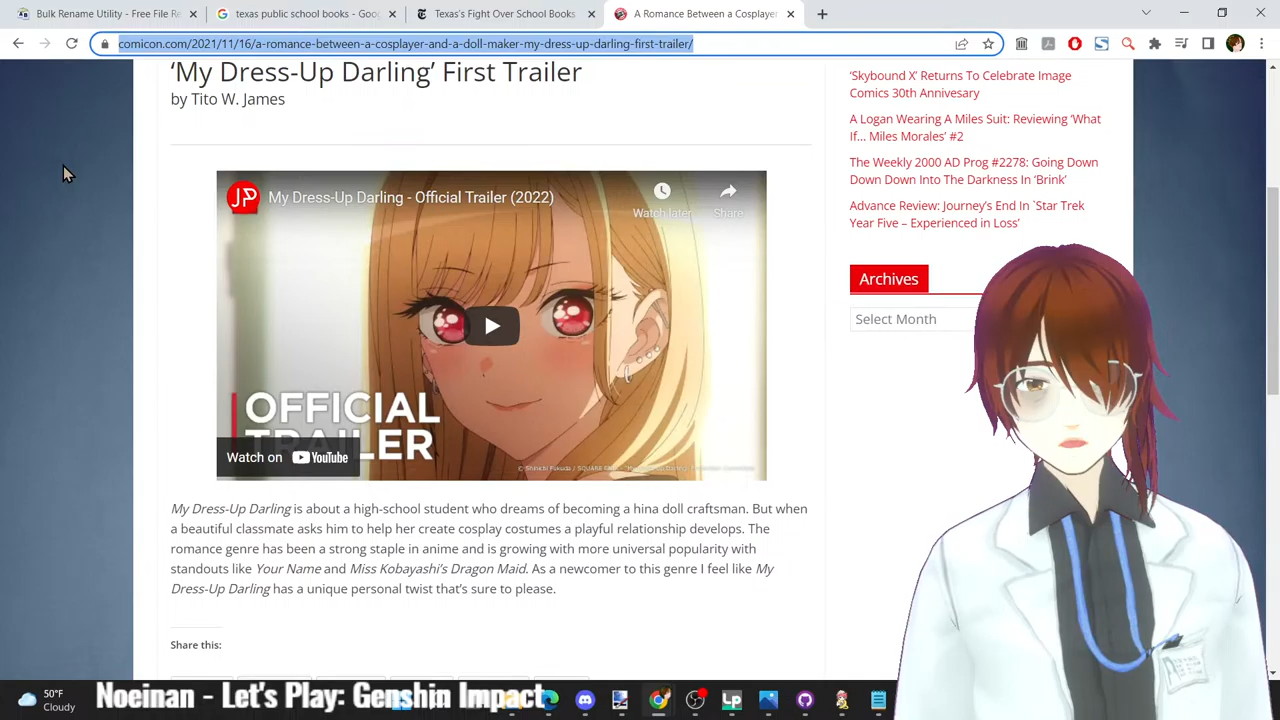 Bulk Rename Utility - Free File Re
texas public school books - Goo
Texas's Fight Over School Books
A Romance Between a Cosplayer
comicon.com/2021/11/16/a-romance-between-a-cosplayer-and-a-doll-maker-my-dress-up-darling-first-trailer/
‘My Dress-Up Darling’ First Trailer
by Tito W. James
JP
My Dress-Up Darling - Official Trailer (2022)
Watch later
Share
OFFICIAL
TRAILER
Watch on YouTube
My Dress-Up Darling is about a high-school student who dreams of becoming a hina doll craftsman. But when
a beautiful classmate asks him to help her create cosplay costumes a playful relationship develops. The
romance genre has been a strong staple in anime and is growing with more universal popularity with
standouts like Your Name and Miss Kobayashi’s Dragon Maid. As a newcomer to this genre I feel like My
Dress-Up Darling has a unique personal twist that’s sure to please.
Share this:
‘Skybound X’ Returns To Celebrate Image
Comics 30th Annivesary
A Logan Wearing A Miles Suit: Reviewing ‘What
If… Miles Morales’ #2
The Weekly 2000 AD Prog #2278: Going Down
Down Down Into The Darkness In ‘Brink’
Advance Review: Journey’s End In `Star Trek
Year Five – Experienced in Loss’
Archives
Select Month
50°F
Cloudy
Noeinan - Let's Play: Genshin Impact